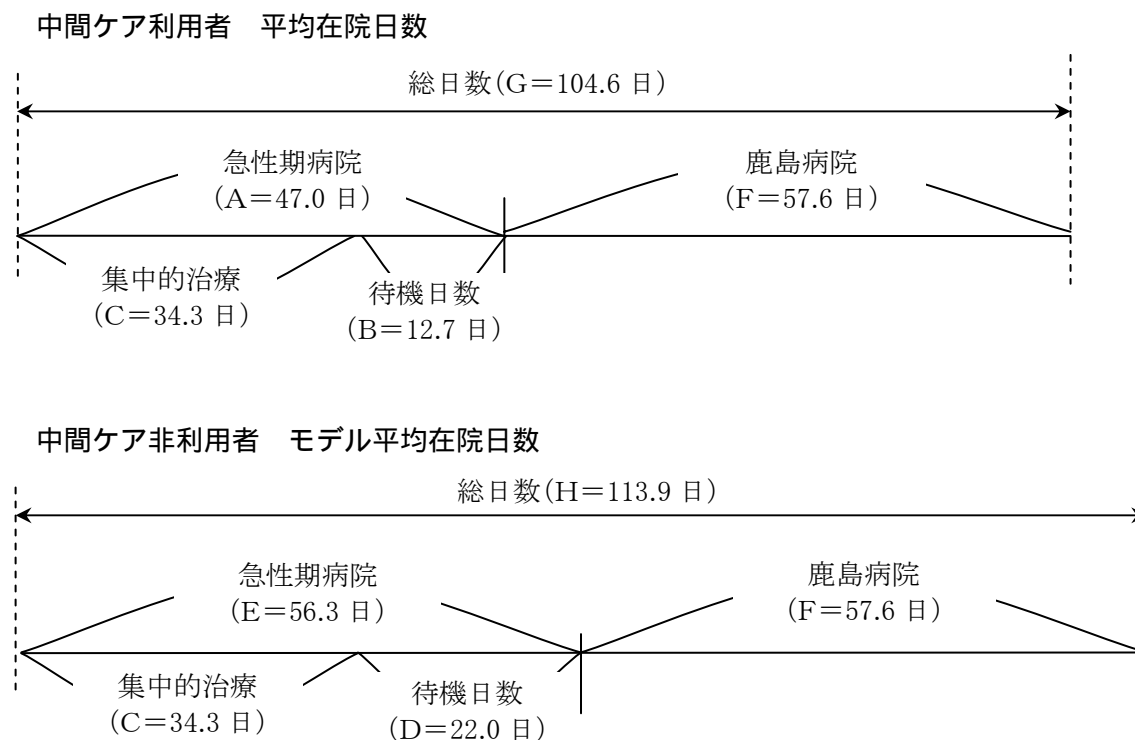 中間ケア利用者　平均在院日数
総日数(G＝104.6 日)
急性期病院
(A＝47.0 日)
鹿島病院
(F＝57.6 日)
集中的治療
(C＝34.3 日)
待機日数
(B＝12.7 日)
中間ケア非利用者　モデル平均在院日数
総日数(H＝113.9 日)
急性期病院
(E＝56.3 日)
鹿島病院
(F＝57.6 日)
集中的治療
(C＝34.3 日)
待機日数
(D＝22.0 日)